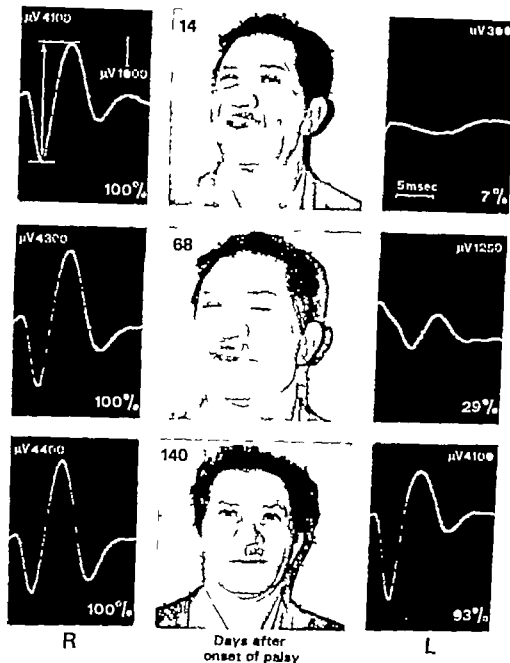 µV4100
µV1000
100%
14
µV300
5msec
7%
µV4300
100%
68
µV1250
29%
µV4400
100%
140
µV4100
93%
R
Days after
onset of palsy
L